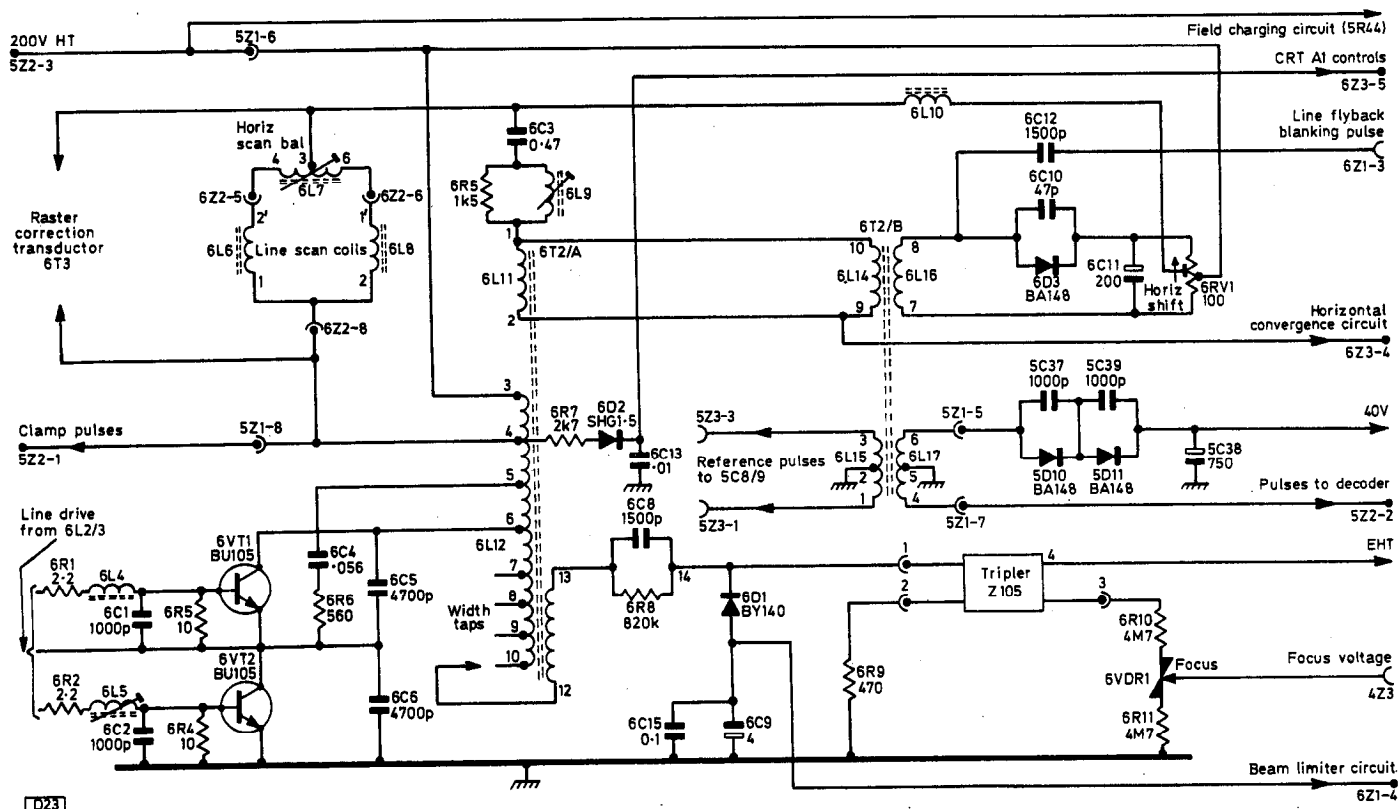 200V HT
5Z2-3
5Z1-6
Field charging circuit (5R44)
CRT A1 controls
6Z3-5
Line flyback
blanking pulse
6Z1-3
6L10
6C12
1500p
6C10
47p
6D3
BA148
6C11
200
Horiz
shift
6RV1
100
Horiz
scan bal
4
3
6
6L7
6Z2-5
6Z2-6
2'
1'
6L6
Line scan coils
6L8
1
2
6Z2-8
Raster
correction
transductor
6T3
6C3
0·47
6R5
1k5
6L9
1
6T2/A
6L11
2
6T2/B
10
8
6L14
6L16
9
7
Horizontal
convergence circuit
6Z3-4
3
4
5
6
6L12
7
8
9
10
Width
taps
13
12
6R7
2k7
6D2
SHG1·5
6C13
·01
Clamp pulses
5Z2-1
5Z1-8
5Z3-3
Reference pulses
to 5C8/9
5Z3-1
3
6L15
2
1
6
6L17
5
4
5Z1-5
5Z1-7
5C37
1000p
5C39
1000p
5D10
BA148
5D11
BA148
40V
5C38
750
Pulses to decoder
5Z2-2
Line drive
from 6L2/3
6R1
2·2
6L4
6C1
1000p
6R5
10
6VT1
BU105
6C4
·056
6R6
560
6C5
4700p
6R2
2·2
6L5
6C2
1000p
6R4
10
6VT2
BU105
6C6
4700p
6C8
1500p
14
6R8
820k
6D1
BY140
6C15
0·1
6C9
4
1
2
Tripler
Z105
4
3
EHT
6R9
470
6R10
4M7
6VDR1
Focus
6R11
4M7
Focus voltage
4Z3
Beam limiter circuit
6Z1-4
D23